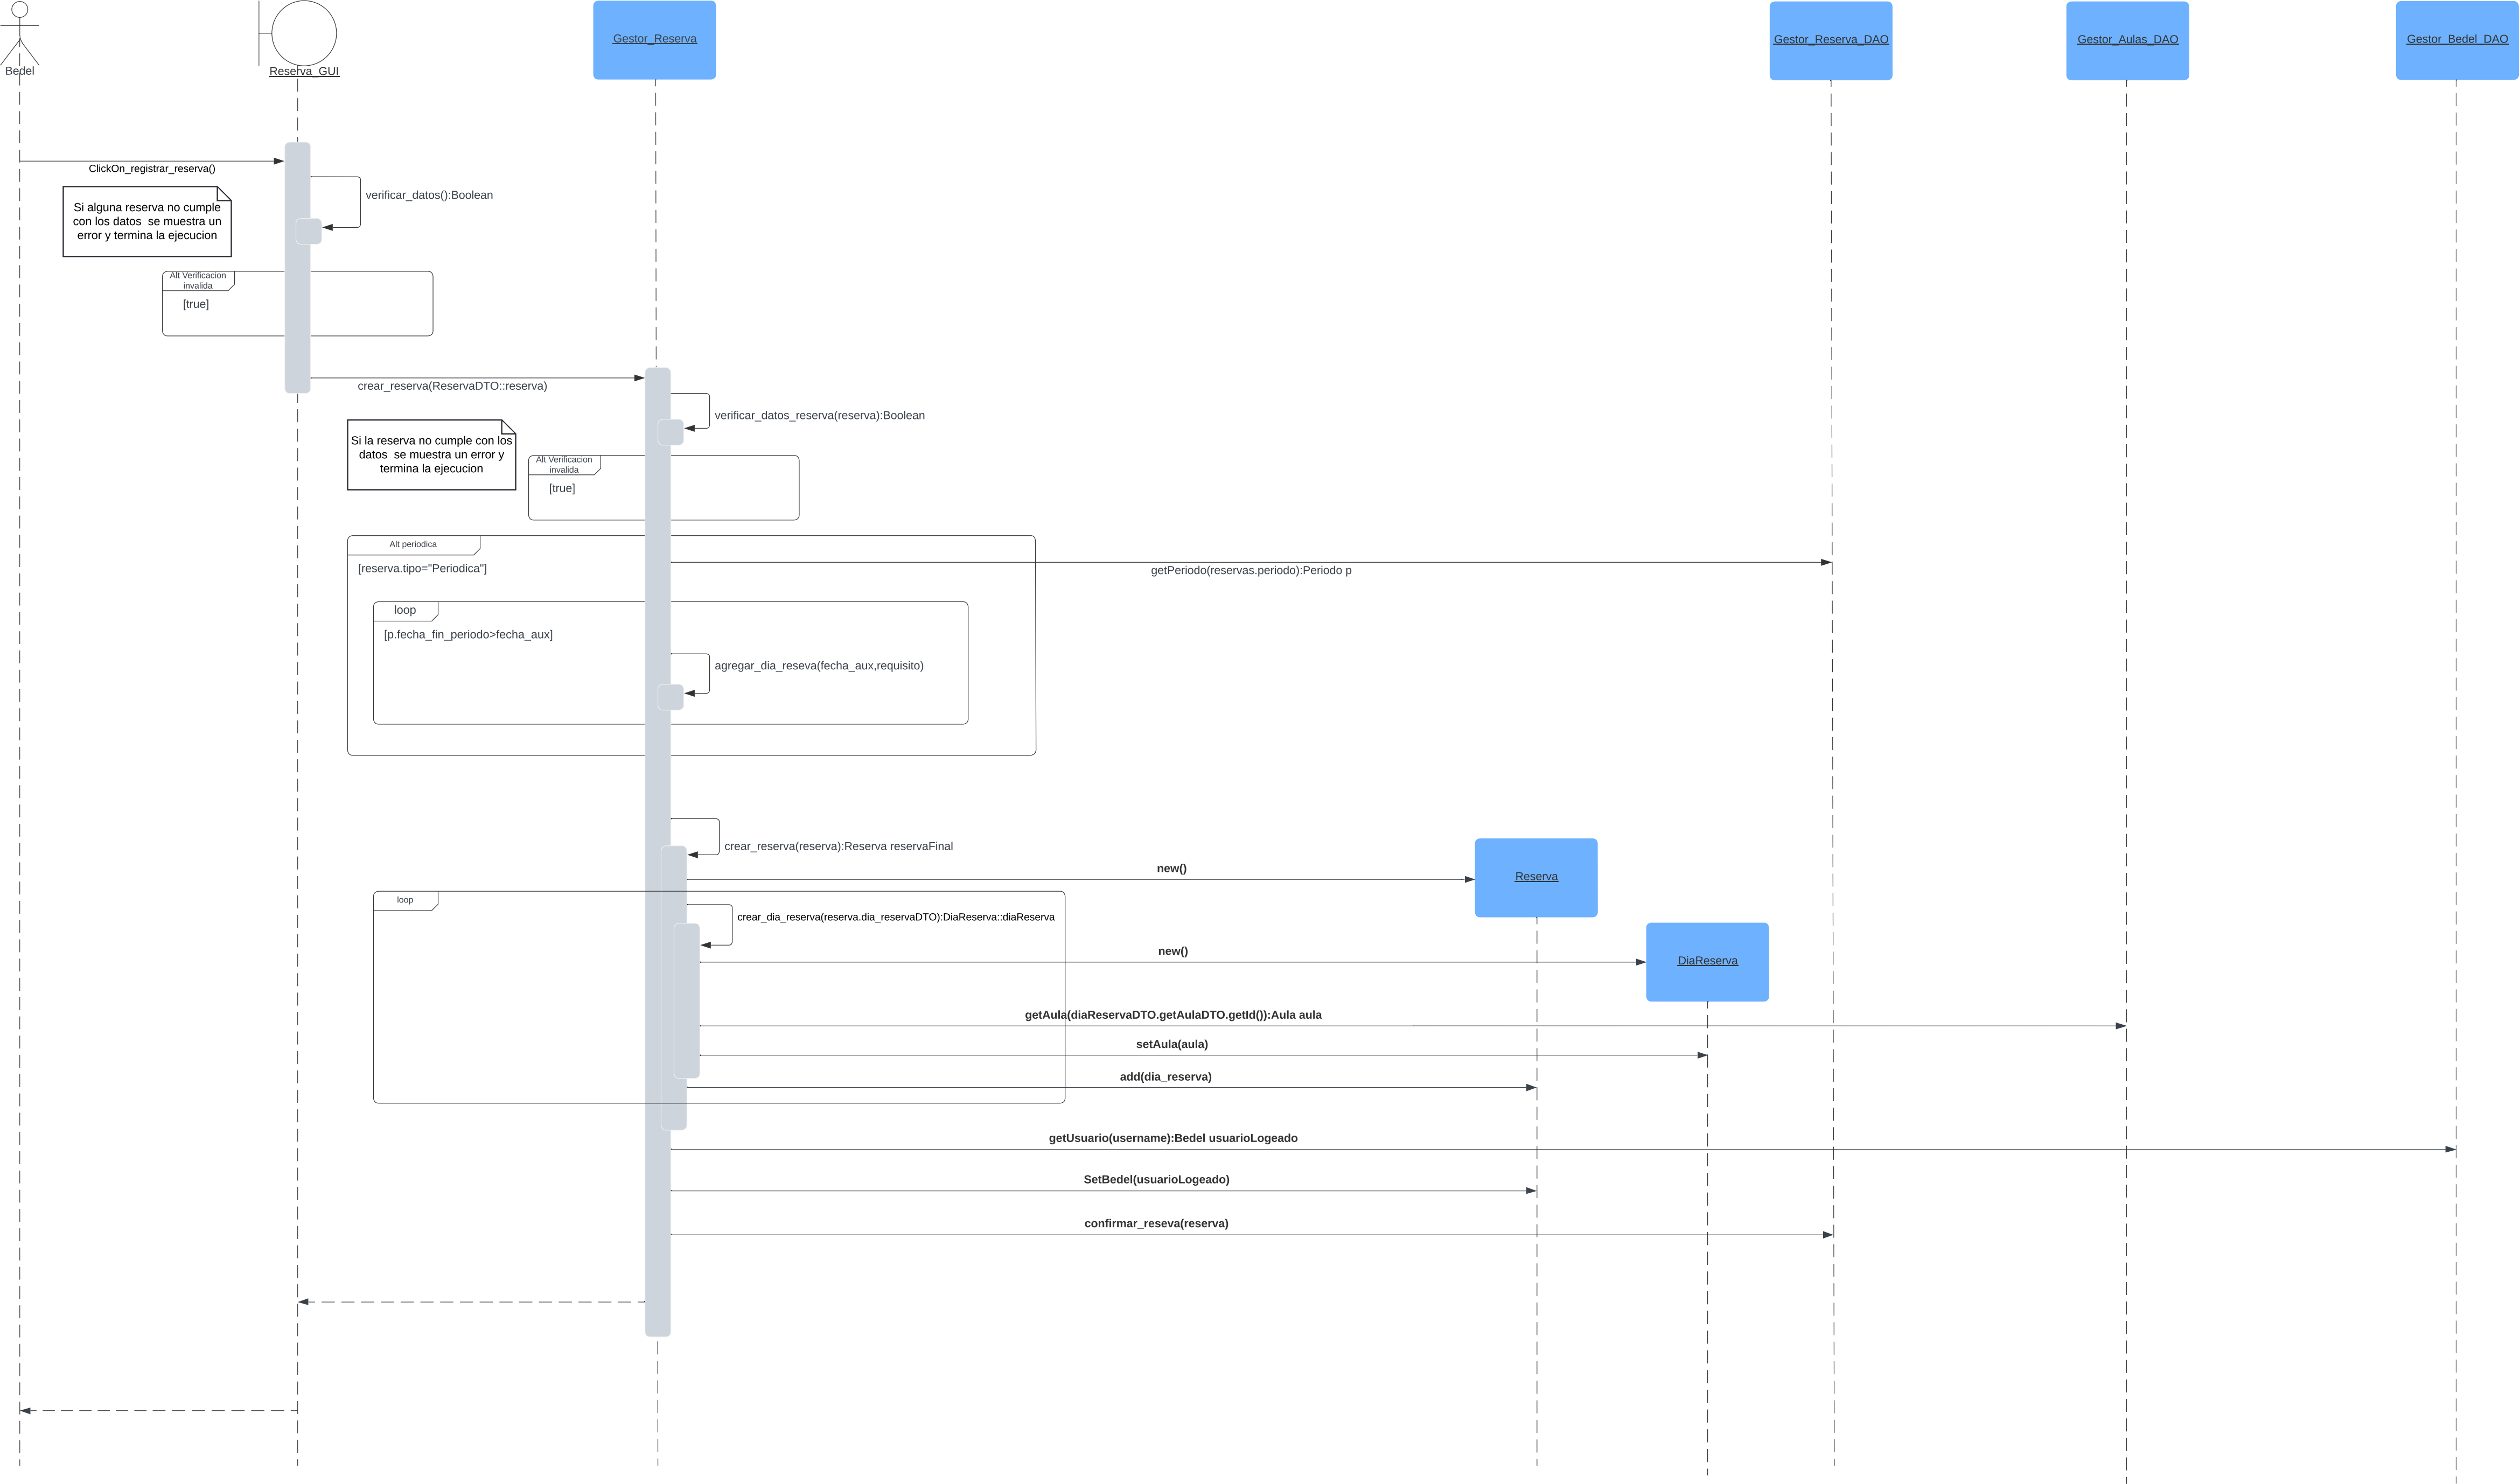 Bedel
Reserva_GUI
Gestor_Reserva
Gestor_Reserva_DAO
Gestor_Aulas_DAO
Gestor_Bedel_DAO
ClickOn_registrar_reserva()
verificar_datos():Boolean
Si alguna reserva no cumple
con los datos  se muestra un
error y termina la ejecucion
Alt Verificacion
invalida
[true]
crear_reserva(ReservaDTO::reserva)
verificar_datos_reserva(reserva):Boolean
Si la reserva no cumple con los
datos  se muestra un error y
termina la ejecucion
Alt Verificacion
invalida
[true]
Alt periodica
[reserva.tipo="Periodica"]
getPeriodo(reservas.periodo):Periodo p
loop
[p.fecha_fin_periodo>fecha_aux]
agregar_dia_reseva(fecha_aux,requisito)
crear_reserva(reserva):Reserva reservaFinal
new()
Reserva
loop
crear_dia_reserva(reserva.dia_reservaDTO):DiaReserva::diaReserva
new()
DiaReserva
getAula(diaReservaDTO.getAulaDTO.getId()):Aula aula
setAula(aula)
add(dia_reserva)
getUsuario(username):Bedel usuarioLogeado
SetBedel(usuarioLogeado)
confirmar_reseva(reserva)